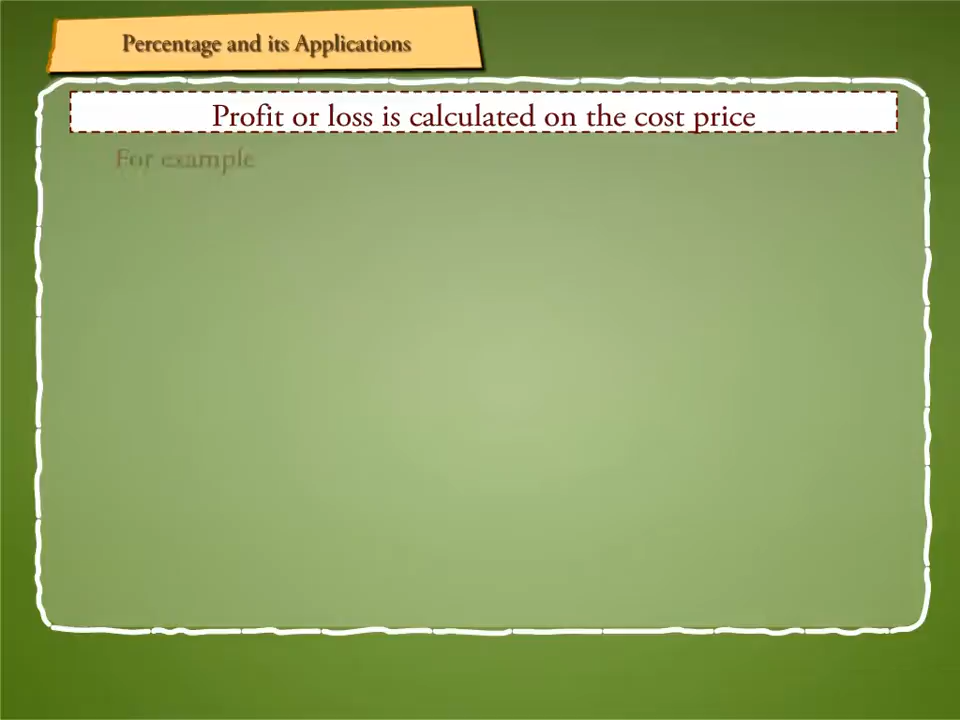 Percentage and its Applications
Profit or loss is calculated on the cost price
For example